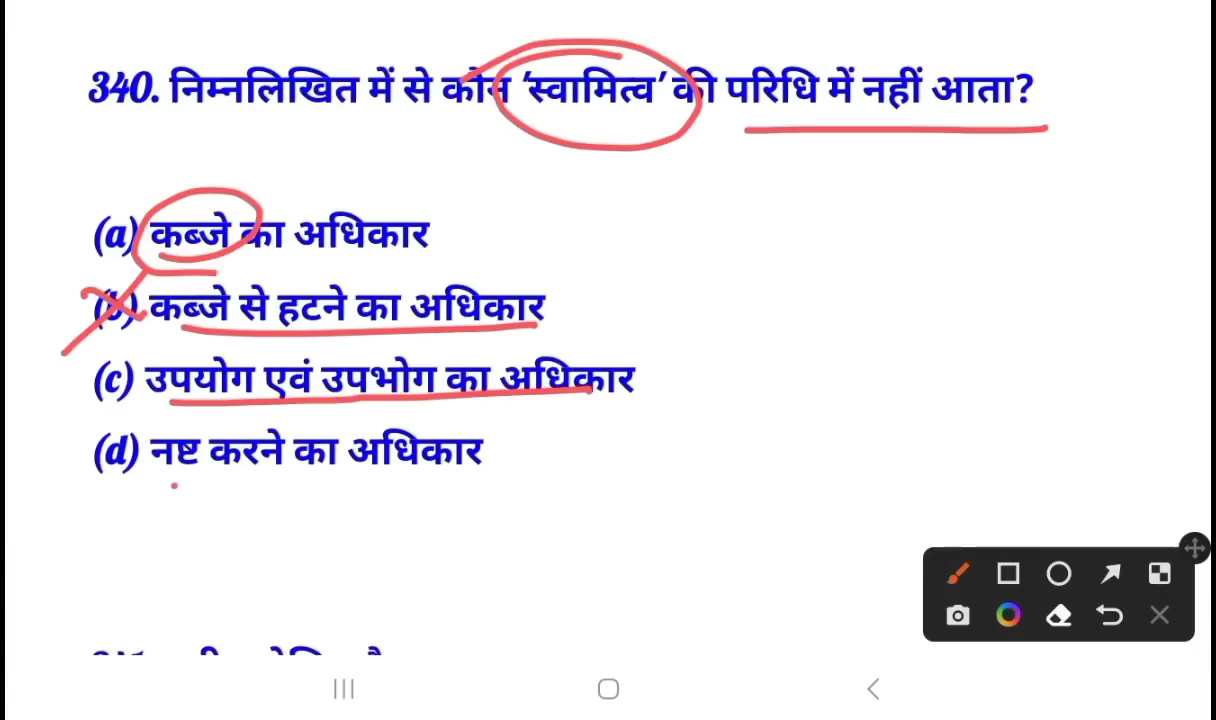 340. निम्नलिखित में से कौन 'स्वामित्व' की परिधि में नहीं आता?
(a) कब्जे का अधिकार
(b) कब्जे से हटने का अधिकार
(c) उपयोग एवं उपभोग का अधिकार
(d) नष्ट करने का अधिकार